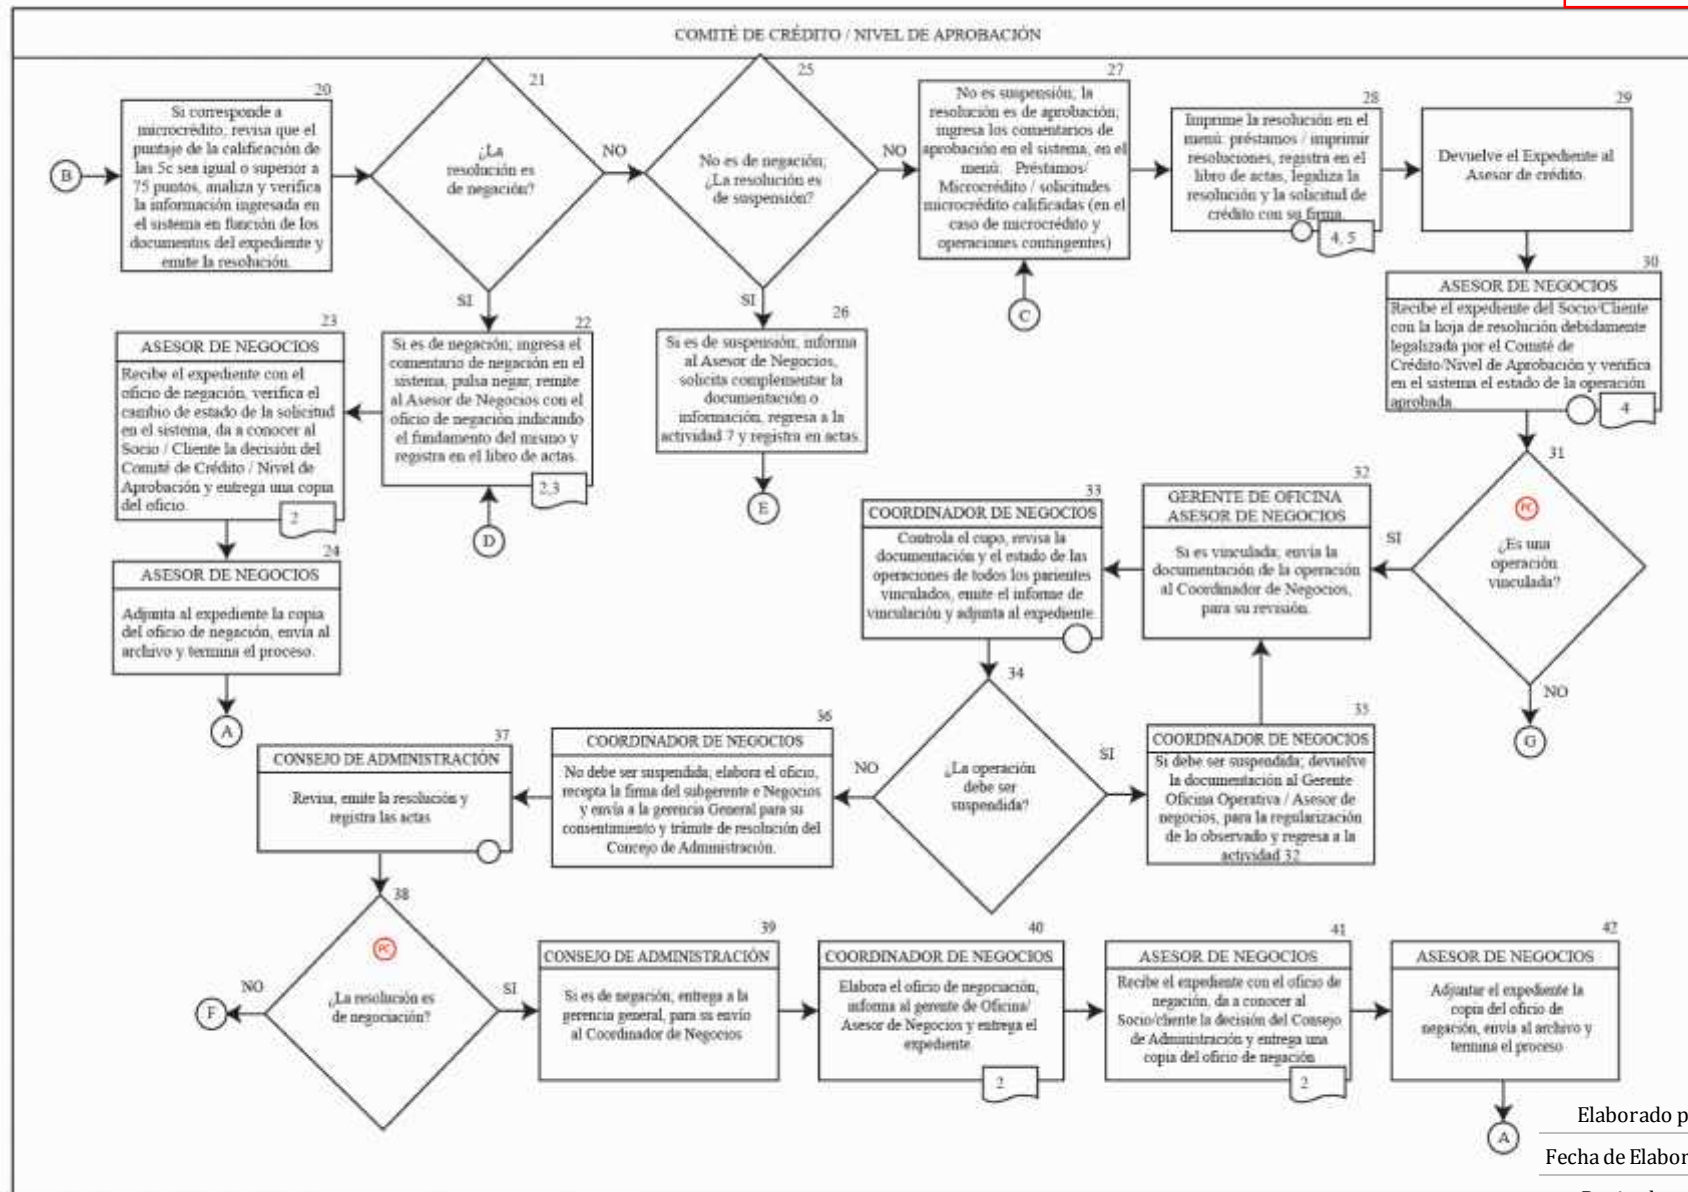 COMITÉ DE CRÉDITO / NIVEL DE APROBACIÓN
B
20
Si corresponde a
microcrédito, revisa que el
puntaje de la calificación de
las 5c sea igual o superior a
75 puntos, analiza y verifica
la información ingresada en
el sistema en función de los
documentos del expediente y
emite la resolución.
21
¿La
resolución es
de negación?
NO
SI
25
No es de negación;
¿La resolución es
de suspensión?
NO
SI
27
No es suspensión; la
resolución es de aprobación,
ingresa los comentarios de
aprobación en el sistema, en el
menú: Préstamos/
Microcrédito / solicitudes
microcrédito calificadas (en el
caso de microcrédito y
operaciones contingentes)
C
28
Imprime la resolución en el
menú: préstamos / imprimir
resoluciones, registra en el
libro de actas, legaliza la
resolución y la solicitud de
crédito con su firma.
4, 5
29
Devuelve el Expediente al
Asesor de crédito.
30
ASESOR DE NEGOCIOS
Recibe el expediente del Socio/Cliente
con la hoja de resolución debidamente
legalizada por el Comité de
Crédito/Nivel de Aprobación y verifica
en el sistema el estado de la operación
aprobada.
4
23
ASESOR DE NEGOCIOS
Recibe el expediente con el
oficio de negación, verifica el
cambio de estado de la solicitud
en el sistema, da a conocer al
Socio / Cliente la decisión del
Comité de Crédito / Nivel de
Aprobación y entrega una copia
del oficio.
2
22
Si es de negación; ingresa el
comentario de negación en el
sistema, pulsa negar, remite
al Asesor de Negocios con el
oficio de negación indicando
el fundamento del mismo y
registra en el libro de actas.
2,3
D
26
Si es de suspensión, informa
al Asesor de Negocios,
solicita complementar la
documentación o
información, regresa a la
actividad 7 y registra en actas.
E
24
ASESOR DE NEGOCIOS
Adjunta al expediente la copia
del oficio de negación, envía al
archivo y termina el proceso.
A
31
PC
¿Es una
operación
vinculada?
SI
NO
G
32
GERENTE DE OFICINA
ASESOR DE NEGOCIOS
Si es vinculada; envía la
documentación de la operación
al Coordinador de Negocios,
para su revisión.
33
COORDINADOR DE NEGOCIOS
Controla el cupo, revisa la
documentación y el estado de las
operaciones de todos los parientes
vinculados, emite el informe de
vinculación y adjunta al expediente.
34
¿La operación
debe ser
suspendida?
NO
SI
35
COORDINADOR DE NEGOCIOS
Si debe ser suspendida; devuelve
la documentación al Gerente
Oficina Operativa / Asesor de
negocios, para la regularización
de lo observado y regresa a la
actividad 32
36
COORDINADOR DE NEGOCIOS
No debe ser suspendida; elabora el oficio,
recepta la firma del subgerente e Negocios
y envía a la gerencia General para su
consentimiento y trámite de resolución del
Concejo de Administración.
37
CONSEJO DE ADMINISTRACIÓN
Revisa, emite la resolución y
registra las actas
38
PC
¿La resolución es
de negociación?
NO
SI
F
39
CONSEJO DE ADMINISTRACIÓN
Si es de negación; entrega a la
gerencia general, para su envío
al Coordinador de Negocios
40
COORDINADOR DE NEGOCIOS
Elabora el oficio de negociación,
informa al gerente de Oficina/
Asesor de Negocios y entrega el
expediente.
2
41
ASESOR DE NEGOCIOS
Recibe el expediente con el oficio de
negación, da a conocer al
Socio/cliente la decisión del Consejo
de Administración y entrega una
copia del oficio de negación
2
42
ASESOR DE NEGOCIOS
Adjuntar el expediente la
copia del oficio de
negación, envía al archivo y
termina el proceso
A
Elaborado p
Fecha de Elabor